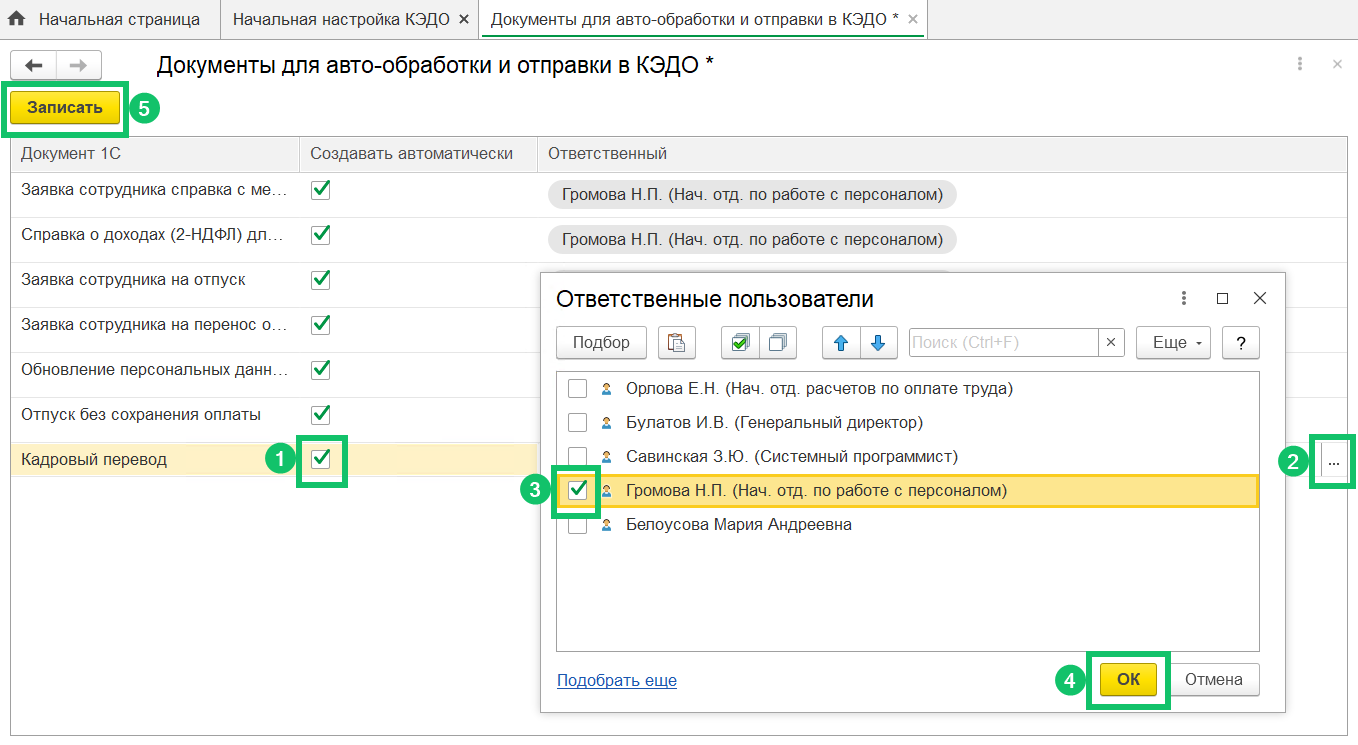 Начальная страница
Начальная настройка КЭДО ×
Документы для авто-обработки и отправки в КЭДО * ×
Документы для авто-обработки и отправки в КЭДО *
Записать
5
Документ 1С
Создавать автоматически
Ответственный
Заявка сотрудника справка с ме...
Громова Н.П. (Нач. отд. по работе с персоналом)
Справка о доходах (2-НДФЛ) дл...
Громова Н.П. (Нач. отд. по работе с персоналом)
Заявка сотрудника на отпуск
Заявка сотрудника на перенос о...
Обновление персональных данн...
Отпуск без сохранения оплаты
Кадровый перевод
1
2
...
Ответственные пользователи
Подбор
Поиск (Ctrl+F)
×
Еще
?
Орлова Е.Н. (Нач. отд. расчетов по оплате труда)
Булатов И.В. (Генеральный директор)
Савинская З.Ю. (Системный программист)
3
Громова Н.П. (Нач. отд. по работе с персоналом)
Белоусова Мария Андреевна
Подобрать еще
4
ОК
Отмена